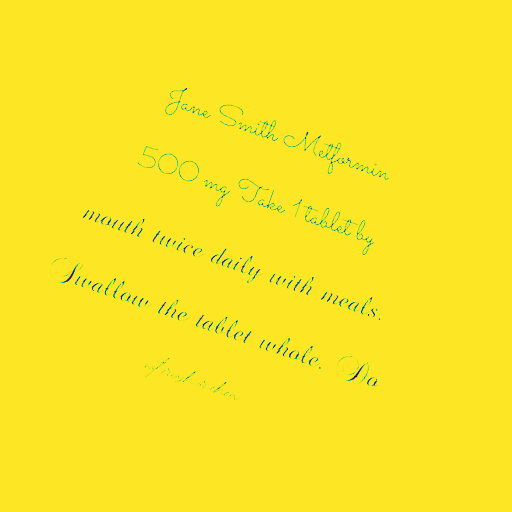 Jane Smith Metformin
500 mg Take 1 tablet by
mouth twice daily with meals.
Swallow the tablet whole. Do